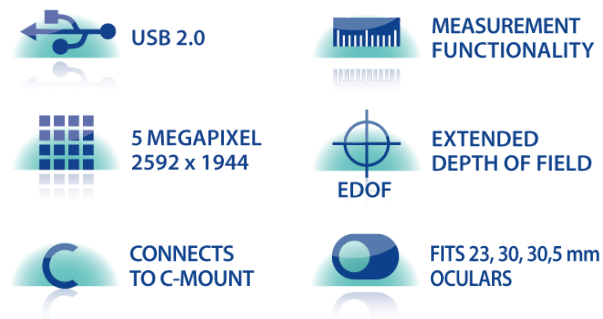 USB 2.0
MEASUREMENT
FUNCTIONALITY
5 MEGAPIXEL
2592 x 1944
EXTENDED
DEPTH OF FIELD
EDOF
CONNECTS
TO C-MOUNT
FITS 23, 30, 30,5 mm
OCULARS